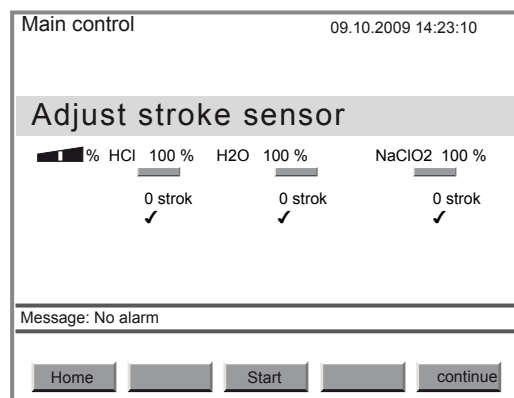 Main control 09.10.2009 14:23:10
Adjust stroke sensor
% HCl 100 % H2O 100 % NaClO2 100 %
0 strok 0 strok 0 strok
Message: No alarm
Home Start continue